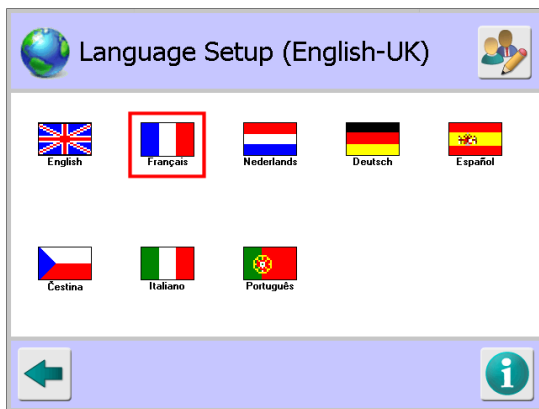 Language Setup (English-UK)
English
Français
Nederlands
Deutsch
Español
Čestina
Italiano
Português
i